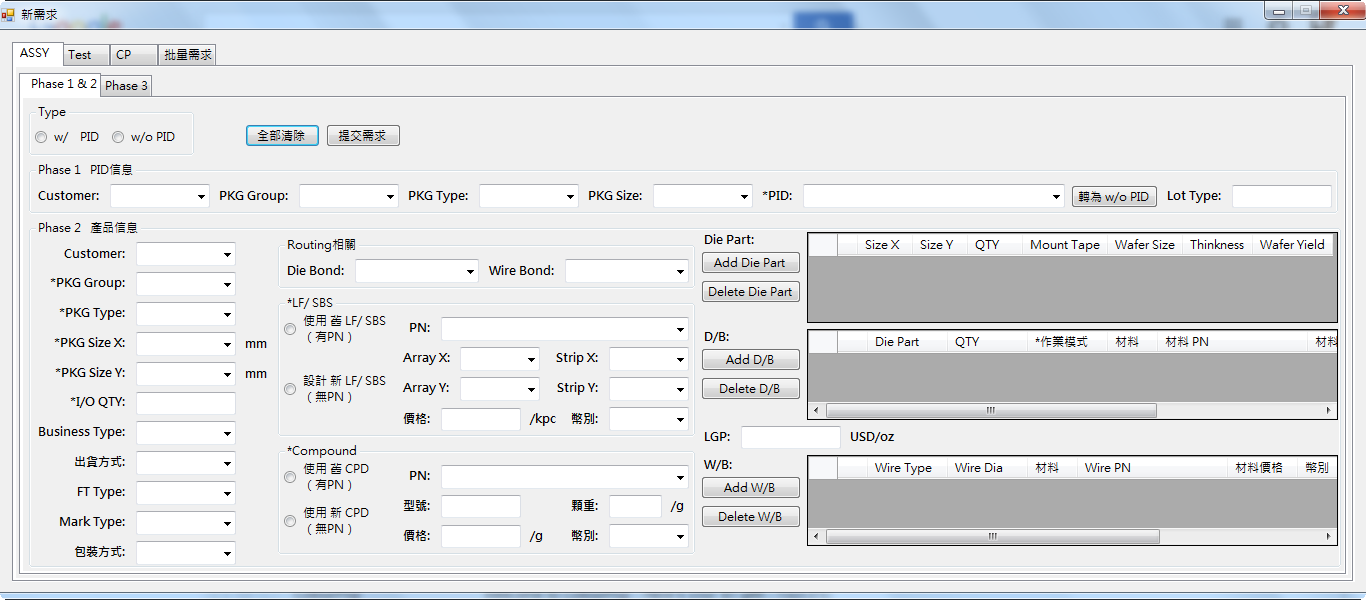 新需求
ASSY Test CP 批量需求
Phase 1 & 2 Phase 3
Type
w/ PID w/o PID 全部清除 提交需求
Phase 1 PID信息
Customer: PKG Group: PKG Type: PKG Size: *PID: 轉為 w/o PID Lot Type:
Phase 2 產品信息
Customer:
*PKG Group:
*PKG Type:
*PKG Size X: mm
*PKG Size Y: mm
*I/O QTY:
Business Type:
出貨方式:
FT Type:
Mark Type:
包裝方式:
Routing相關
Die Bond: Wire Bond:
*LF/ SBS
使用 舊 LF/ SBS
（有PN） PN:
Array X: Strip X:
設計 新 LF/ SBS
（無PN） Array Y: Strip Y:
價格: /kpc 幣別:
*Compound
使用 舊 CPD
（有PN） PN:
型號: 顆重: /g
使用 新 CPD
（無PN） 價格: /g 幣別:
Die Part:
Add Die Part
Delete Die Part
Size X Size Y QTY Mount Tape Wafer Size Thinkness Wafer Yield
D/B:
Add D/B
Delete D/B
Die Part QTY *作業模式 材料 材料 PN 材料
LGP: USD/oz
W/B:
Add W/B
Delete W/B
Wire Type Wire Dia 材料 Wire PN 材料價格 幣別